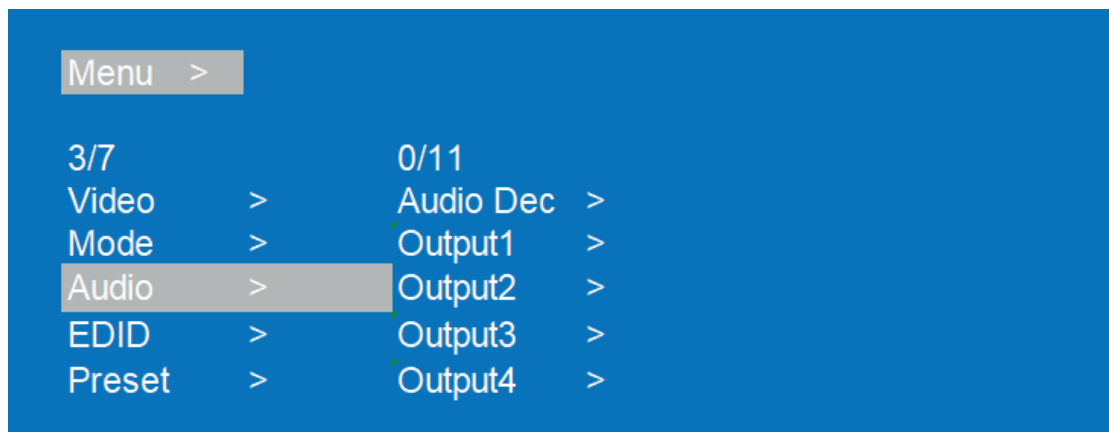 Menu >
3/7 0/11
Video > Audio Dec >
Mode > Output1 >
Audio > Output2 >
EDID > Output3 >
Preset > Output4 >